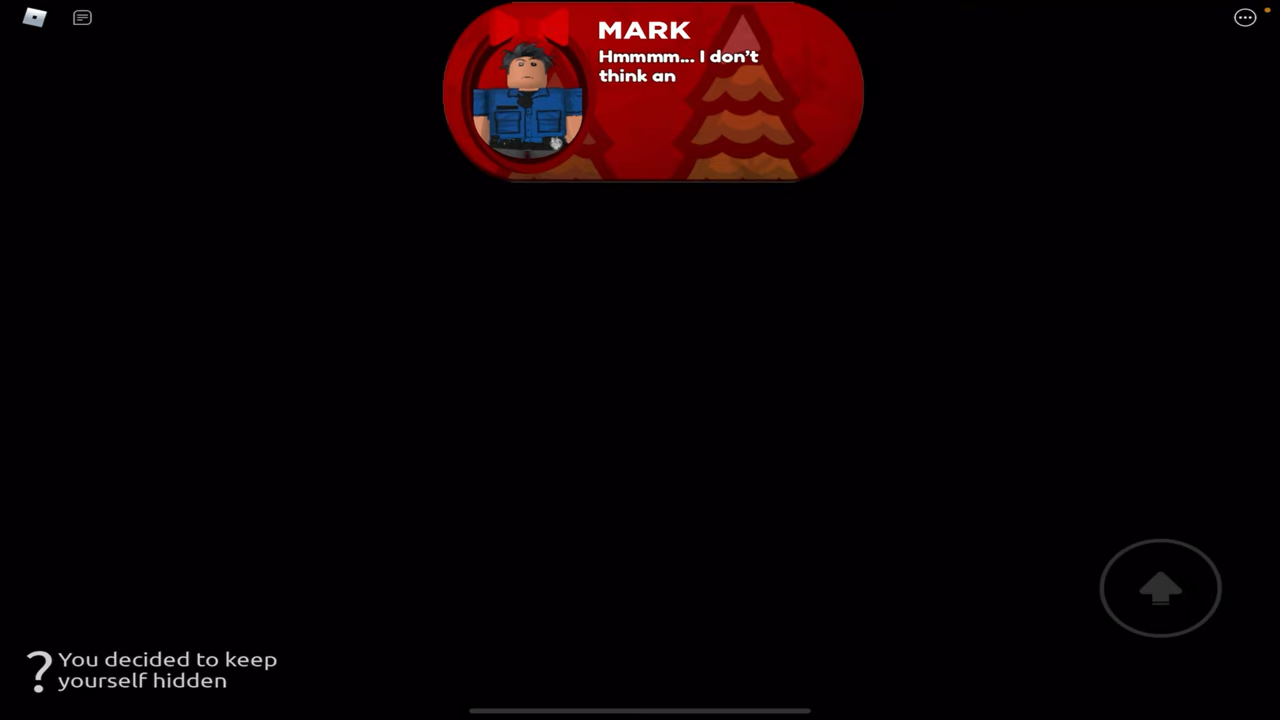 MARK
Hmmmm... I don't
think an
? You decided to keep
yourself hidden